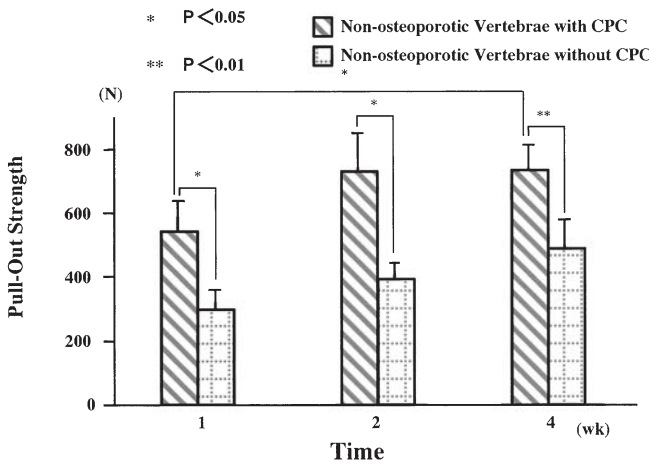 * P<0.05
** P<0.01
Non-osteoporotic Vertebrae with CPC
Non-osteoporotic Vertebrae without CPC
*
(N)
Pull-Out Strength
800
600
400
200
0
*
*
**
1 2 4 (wk)
Time